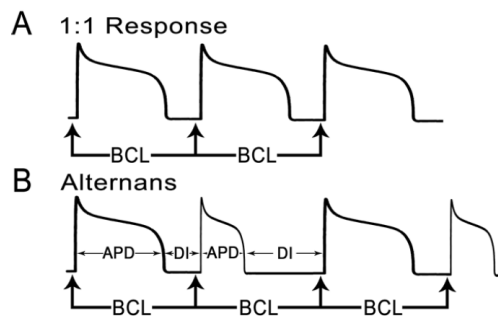 A 1:1 Response
BCL BCL
B Alternans
APD DI APD DI
BCL BCL BCL